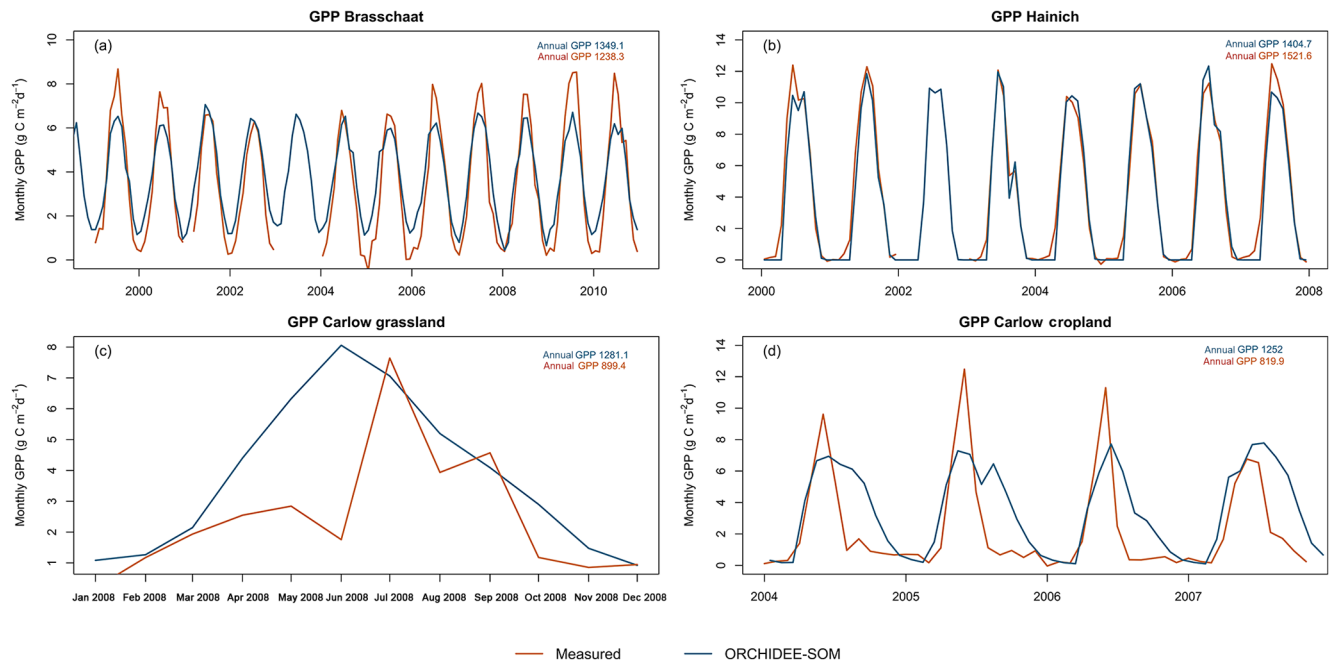 GPP Brasschaat
(a)
Annual GPP 1349.1
Annual GPP 1238.3
Monthly GPP (g C m−2d−1)
10
8
6
4
2
0
2000 2002 2004 2006 2008 2010
GPP Hainich
(b)
Annual GPP 1404.7
Annual GPP 1521.6
Monthly GPP (g C m−2d−1)
14
12
10
8
6
4
2
0
2000 2002 2004 2006 2008
GPP Carlow grassland
(c)
Annual GPP 1281.1
Annual GPP 899.4
Monthly GPP (g C m−2d−1)
8
7
6
5
4
3
2
1
Jan 2008 Feb 2008 Mar 2008 Apr 2008 May 2008 Jun 2008 Jul 2008 Aug 2008 Sep 2008 Oct 2008 Nov 2008 Dec 2008
GPP Carlow cropland
(d)
Annual GPP 1252
Annual GPP 819.9
Monthly GPP (g C m−2d−1)
14
12
10
8
6
4
2
0
2004 2005 2006 2007
Measured ORCHIDEE-SOM